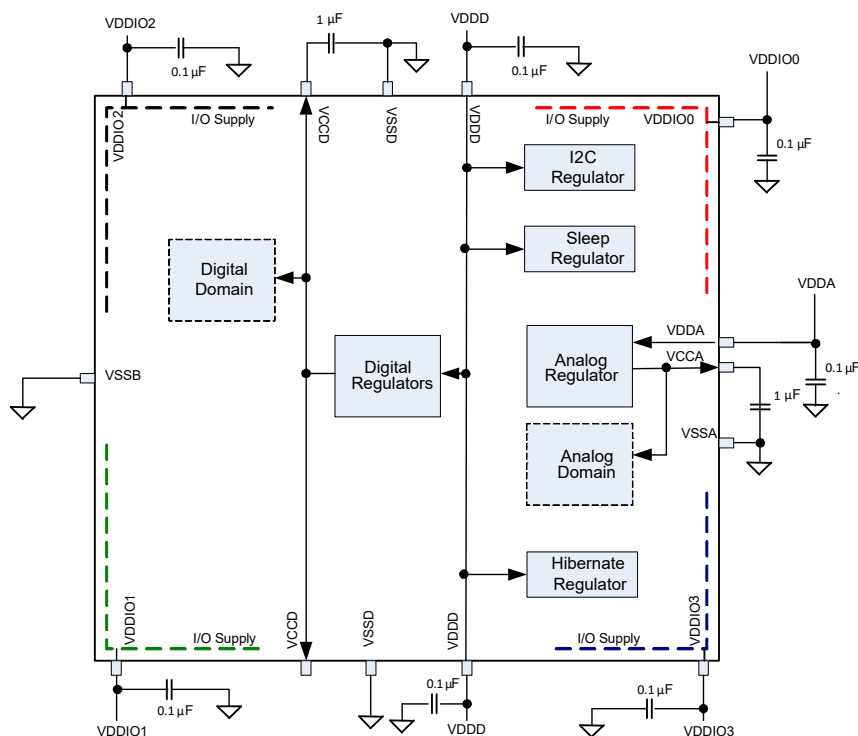 VDDIO2
1 µF
VDDD
0.1 µF
0.1 µF
VDDIO0
I/O Supply
VDDIO2
VCCD
VSSD
VDDD
I/O Supply
VDDIO0
0.1 µF
I2C
Regulator
Sleep
Regulator
Digital
Domain
VDDA
VDDA
Digital
Regulators
Analog
Regulator
VCCA
VSSB
0.1 µF
1 µF
.
VSSA
Analog
Domain
Hibernate
Regulator
VDDIO1
I/O Supply
VCCD
VSSD
VDDD
I/O Supply
VDDIO3
0.1 µF
0.1 µF
0.1 µF
VDDIO1
VDDD
VDDIO3